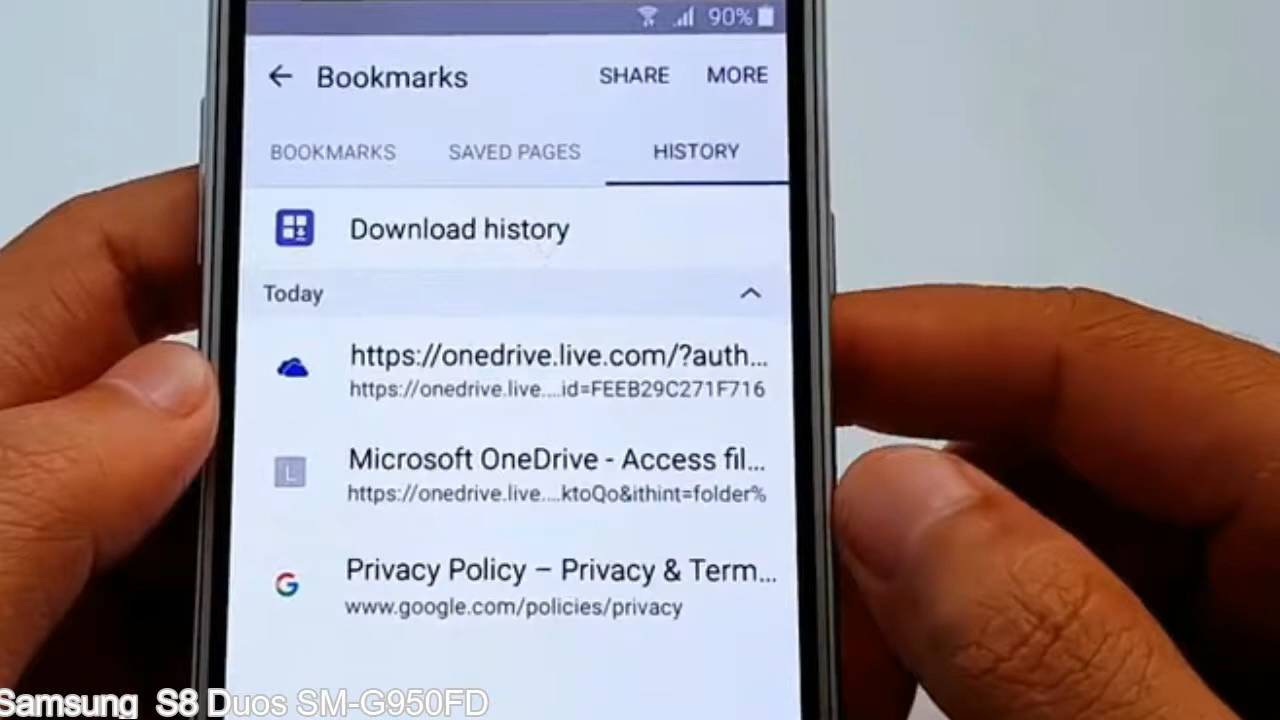 90%
Bookmarks SHARE MORE
BOOKMARKS SAVED PAGES HISTORY
Download history
Today
https://onedrive.live.com/?auth...
https://onedrive.live....id=FEEB29C271F716
L
Microsoft OneDrive - Access fil...
https://onedrive.live....ktoQo&ithint=folder%
G
Privacy Policy – Privacy & Term...
www.google.com/policies/privacy
Samsung S8 Duos SM-G950FD